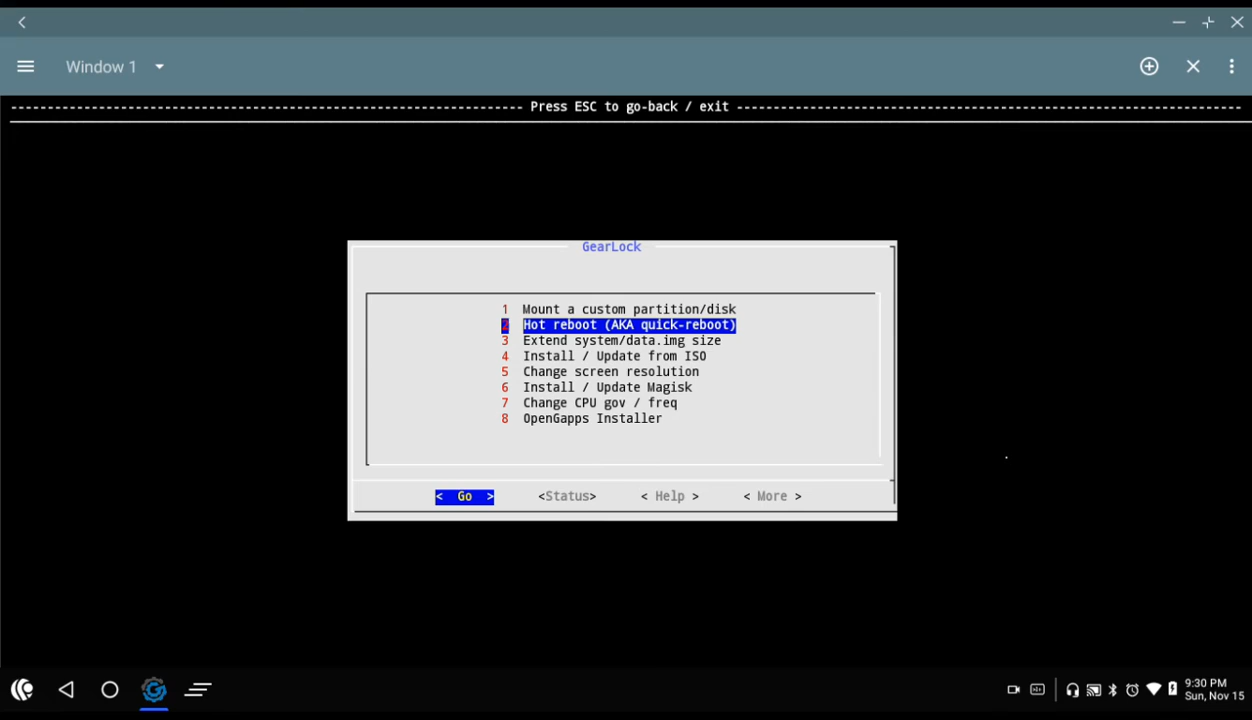 Window 1
Press ESC to go-back / exit
GearLock
1 Mount a custom partition/disk
2 Hot reboot (AKA quick-reboot)
3 Extend system/data.img size
4 Install / Update from ISO
5 Change screen resolution
6 Install / Update Magisk
7 Change CPU gov / freq
8 OpenGapps Installer
< Go > <Status> < Help > < More >
9:30 PM
Sun, Nov 15